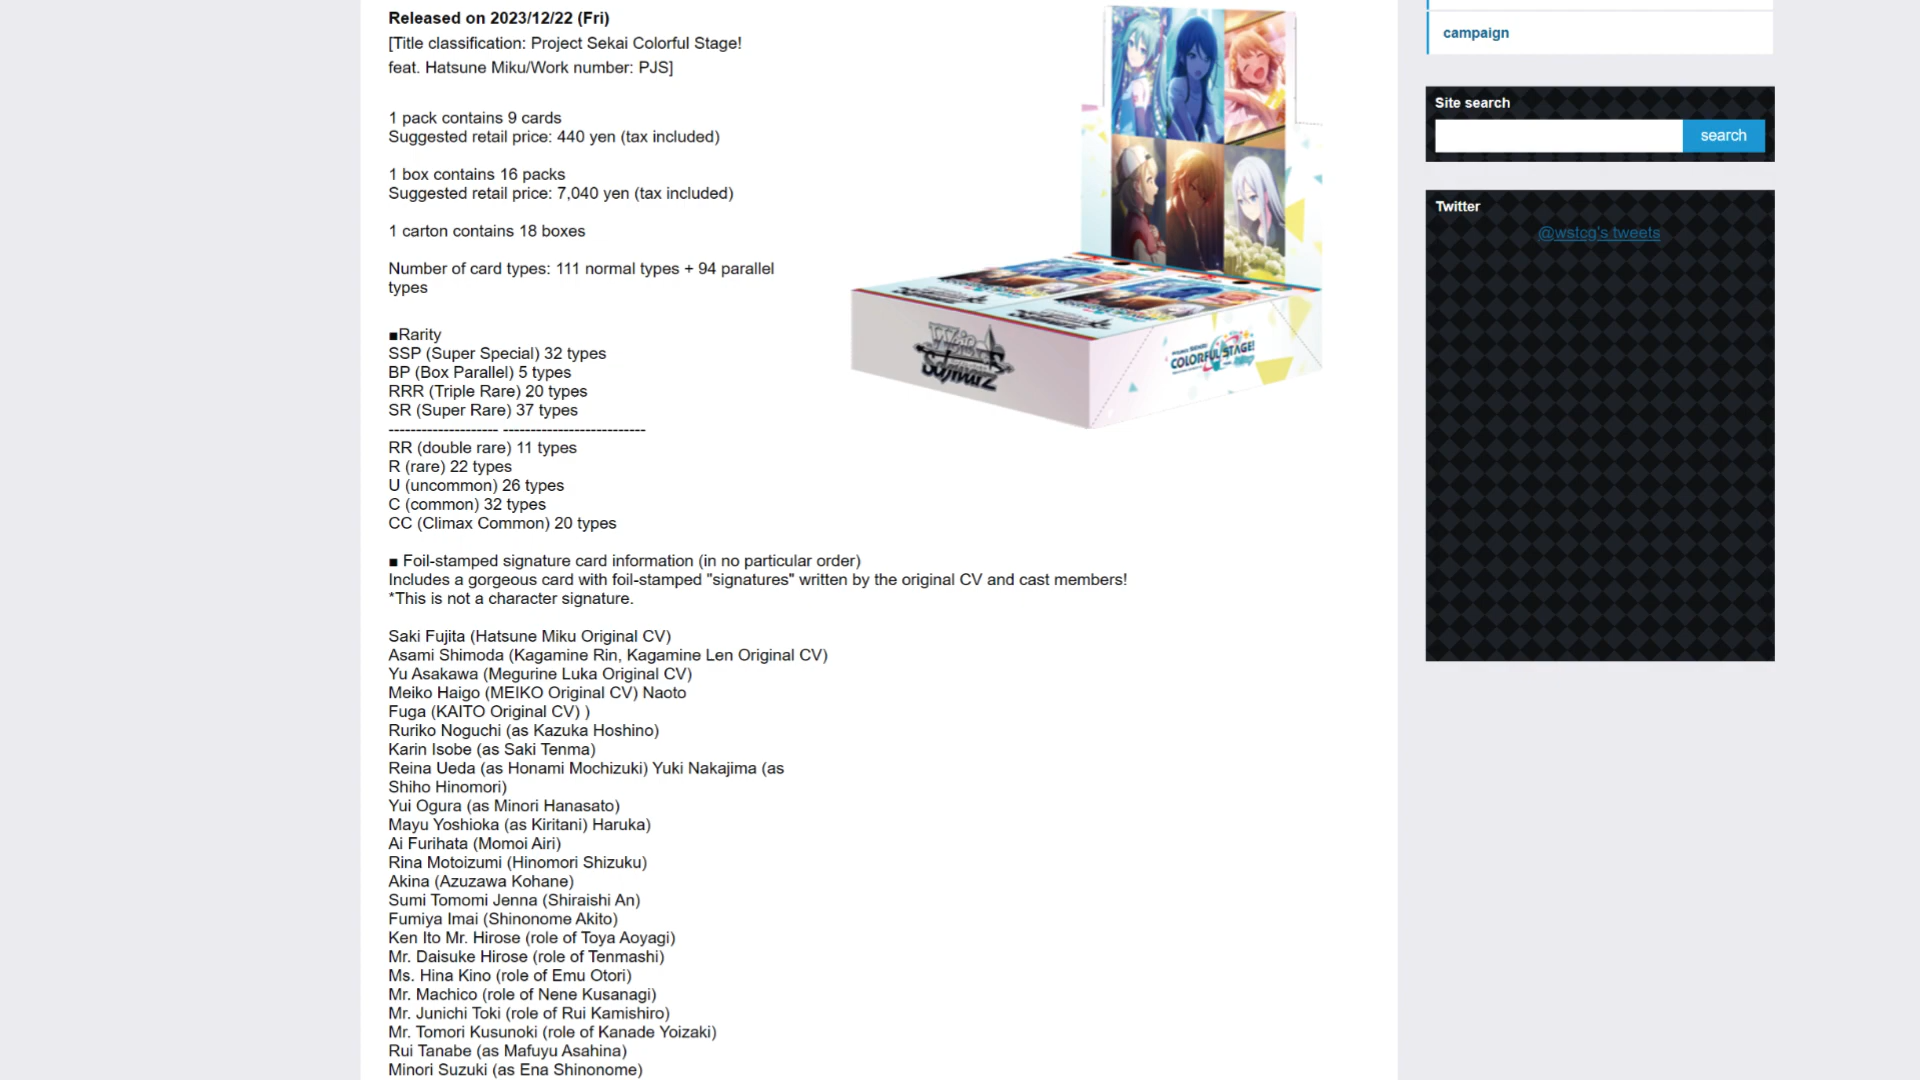 Released on 2023/12/22 (Fri)
[Title classification: Project Sekai Colorful Stage!
feat. Hatsune Miku/Work number: PJS]
1 pack contains 9 cards
Suggested retail price: 440 yen (tax included)
1 box contains 16 packs
Suggested retail price: 7,040 yen (tax included)
1 carton contains 18 boxes
Number of card types: 111 normal types + 94 parallel
types
■Rarity
SSP (Super Special) 32 types
BP (Box Parallel) 5 types
RRR (Triple Rare) 20 types
SR (Super Rare) 37 types
-------------------- --------------------------
RR (double rare) 11 types
R (rare) 22 types
U (uncommon) 26 types
C (common) 32 types
CC (Climax Common) 20 types
■ Foil-stamped signature card information (in no particular order)
Includes a gorgeous card with foil-stamped "signatures" written by the original CV and cast members!
*This is not a character signature.
Saki Fujita (Hatsune Miku Original CV)
Asami Shimoda (Kagamine Rin, Kagamine Len Original CV)
Yu Asakawa (Megurine Luka Original CV)
Meiko Haigo (MEIKO Original CV) Naoto
Fuga (KAITO Original CV) )
Ruriko Noguchi (as Kazuka Hoshino)
Karin Isobe (as Saki Tenma)
Reina Ueda (as Honami Mochizuki) Yuki Nakajima (as
Shiho Hinomori)
Yui Ogura (as Minori Hanasato)
Mayu Yoshioka (as Kiritani) Haruka)
Ai Furihata (Momoi Airi)
Rina Motoizumi (Hinomori Shizuku)
Akina (Azuzawa Kohane)
Sumi Tomomi Jenna (Shiraishi An)
Fumiya Imai (Shinonome Akito)
Ken Ito Mr. Hirose (role of Toya Aoyagi)
Mr. Daisuke Hirose (role of Tenmashi)
Ms. Hina Kino (role of Emu Otori)
Mr. Machico (role of Nene Kusanagi)
Mr. Junichi Toki (role of Rui Kamishiro)
Mr. Tomori Kusunoki (role of Kanade Yoizaki)
Rui Tanabe (as Mafuyu Asahina)
Minori Suzuki (as Ena Shinonome)
Weiß
Schwarz
COLORFUL STAGE!
campaign
Site search
search
Twitter
@wstcg's tweets